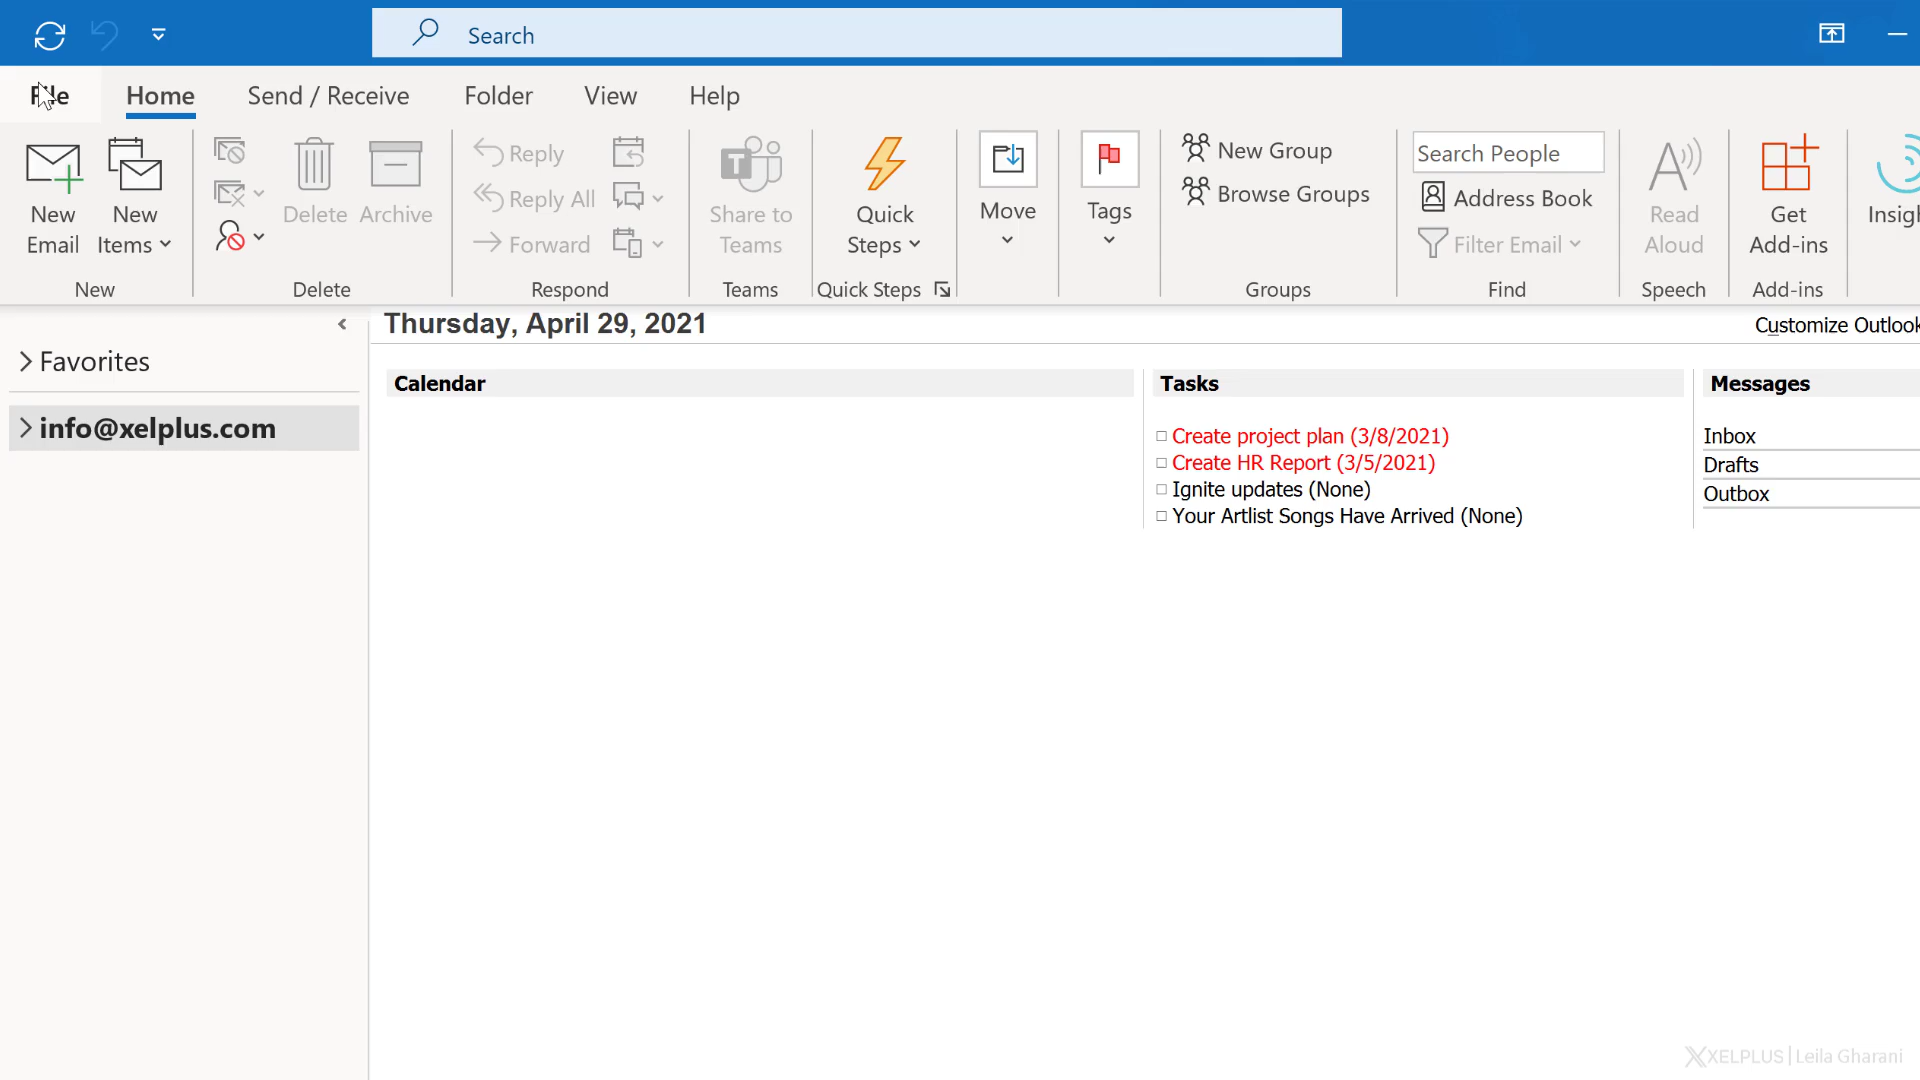 Search
File Home Send / Receive Folder View Help
New Email
New Items
Delete
Archive
Reply
Reply All
Forward
Share to Teams
Quick Steps
Move
Tags
New Group
Browse Groups
Search People
Address Book
Filter Email
Read Aloud
Get Add-ins
New
Delete
Respond
Teams
Quick Steps
Groups
Find
Speech
Add-ins
Favorites
info@xelplus.com
Thursday, April 29, 2021
Customize Outlook
Calendar
Tasks
Create project plan (3/8/2021)
Create HR Report (3/5/2021)
Ignite updates (None)
Your Artlist Songs Have Arrived (None)
Messages
Inbox
Drafts
Outbox
XELPLUS | Leila Gharani